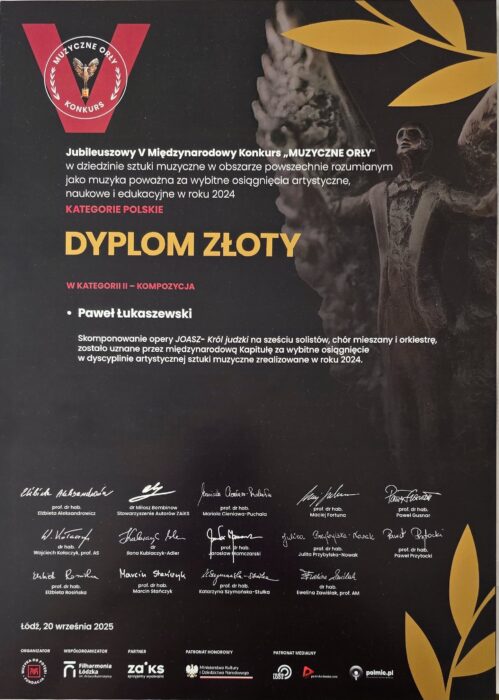 MUZYCZNE ORŁY
KONKURS
Jubileuszowy V Międzynarodowy Konkurs „MUZYCZNE ORŁY"
w dziedzinie sztuki muzyczne w obszarze powszechnie rozumianym
jako muzyka poważna za wybitne osiągnięcia artystyczne,
naukowe i edukacyjne w roku 2024
KATEGORIE POLSKIE
DYPLOM ZŁOTY
W KATEGORII II – KOMPOZYCJA
• Paweł Łukaszewski
Skomponowanie opery JOASZ- Król judzki na sześciu solistów, chór mieszany i orkiestrę,
zostało uznane przez międzynarodową Kapitułę za wybitne osiągnięcie
w dyscyplinie artystycznej sztuki muzyczne zrealizowane w roku 2024.
prof. dr hab.
Elżbieta Aleksandrowicz
dr Miłosz Bembinow
Stowarzyszenie Autorów ZAiKS
prof. dr hab.
Mariola Cieniawa-Puchała
prof. dr hab.
Maciej Fortuna
prof. dr hab.
Paweł Gusnar
dr hab.
Wojciech Kołaczyk, prof. AS
dr
Ilona Kubiaczyk-Adler
prof. dr hab.
dr hab.
Julita Przybylska-Nowak
prof. dr hab.
Paweł Przytocki
prof. dr hab.
Elżbieta Rosińska
prof. dr hab.
Marcin Stańczyk
prof. dr hab.
Katarzyna Szymańska-Stułka
dr hab.
Ewelina Zawiślak, prof. AM
Łódź, 20 września 2025
ORGANIZATOR
WSPÓŁORGANIZATOR
PARTNER
PATRONAT HONOROWY
PATRONAT MEDIALNY
Filharmonia
Łódzka
za'ks
sprzyjamy wyobraźni
Ministerstwo Kultury
i Dziedzictwa Narodowego
polmic.pl